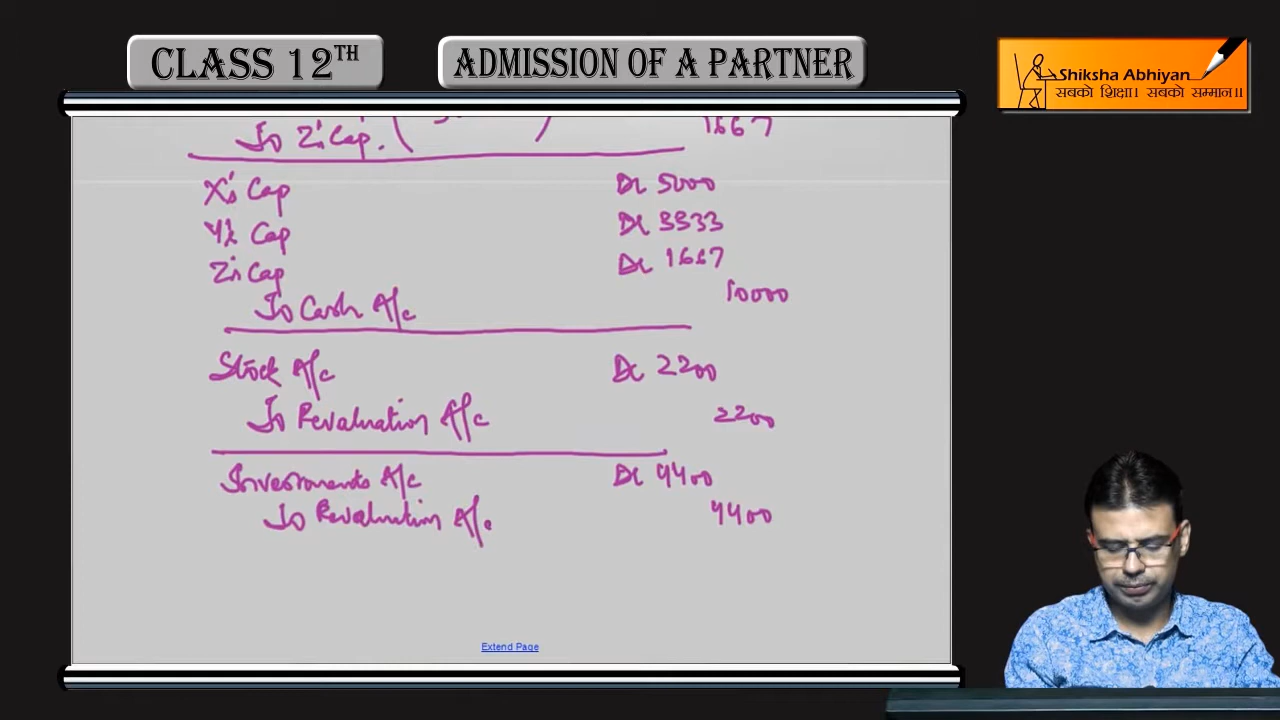 CLASS 12TH
ADMISSION OF A PARTNER
Shiksha Abhiyan
सबको शिक्षा। सबको सम्मान॥
To Z's Cap. ( ) 1667
X's Cap Dr 5000
Y's Cap Dr 3333
Z's Cap Dr 1667
To Cash A/c 10000
Stock A/c Dr 2200
To Revaluation A/c 2200
Investments A/c Dr 4400
To Revaluation A/c 4400
Extend Page